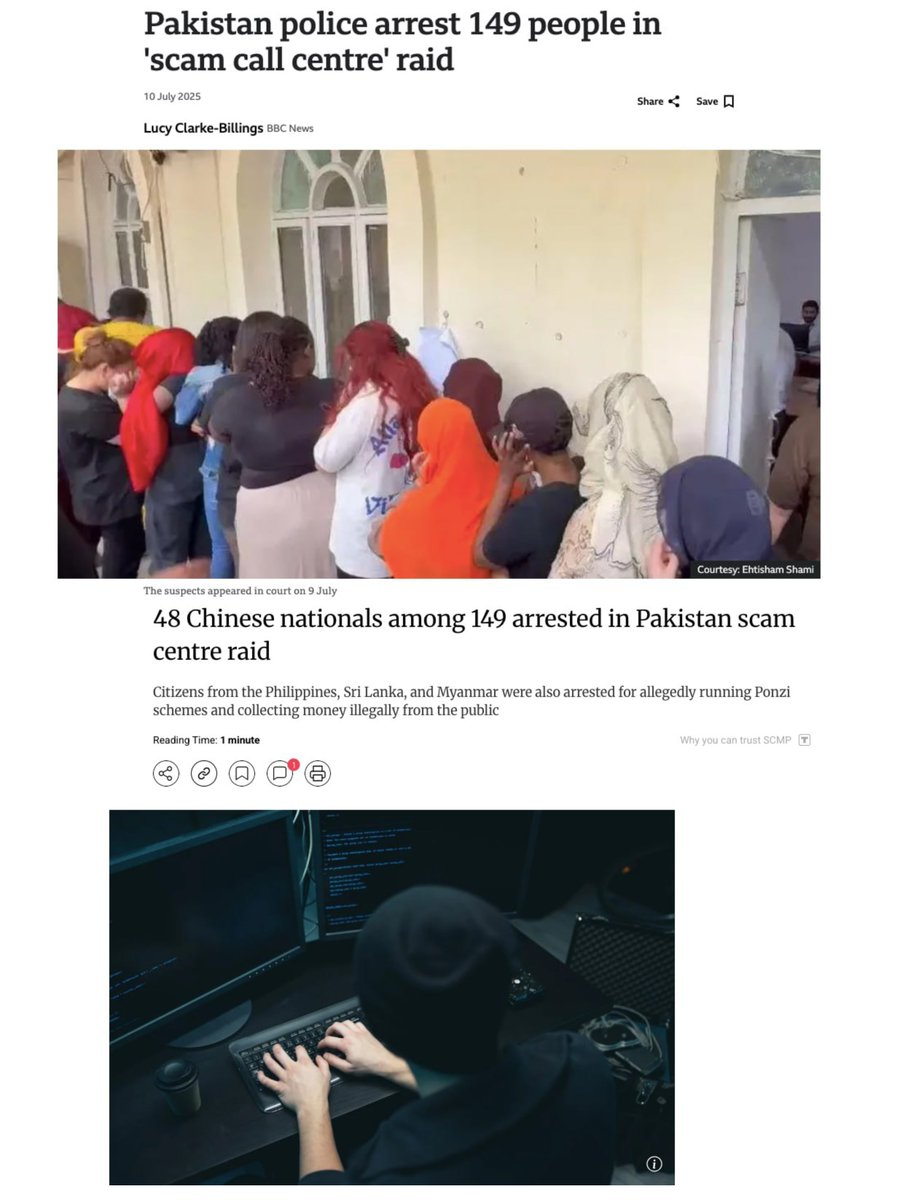 Pakistan police arrest 149 people in
'scam call centre' raid
10 July 2025
Share
Save
Lucy Clarke-Billings BBC News
Courtesy: Ehtisham Shami
The suspects appeared in court on 9 July
48 Chinese nationals among 149 arrested in Pakistan scam
centre raid
Citizens from the Philippines, Sri Lanka, and Myanmar were also arrested for allegedly running Ponzi
schemes and collecting money illegally from the public
Reading Time: 1 minute
Why you can trust SCMP
1